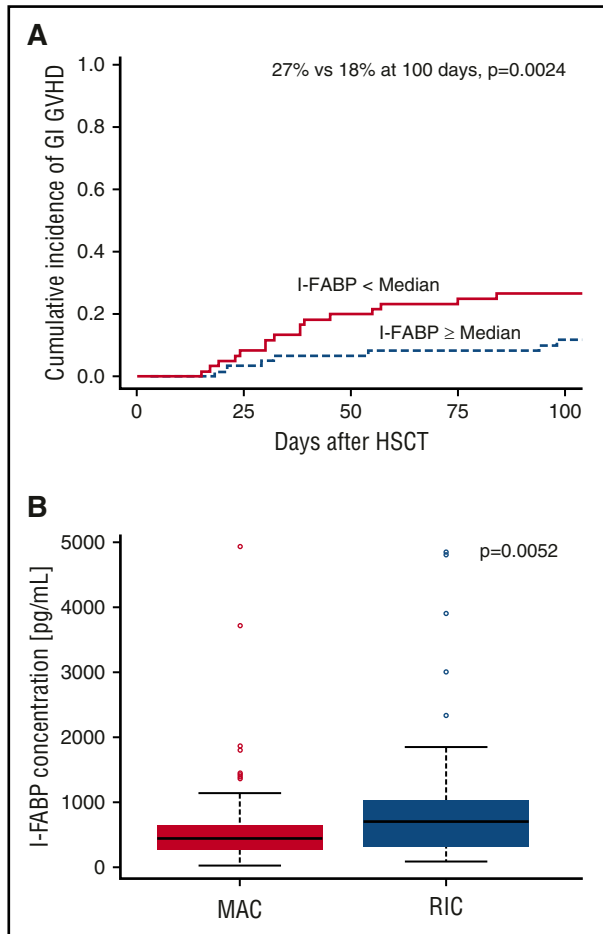 A
27% vs 18% at 100 days, p=0.0024
1.0
0.8
0.6
0.4
0.2
0.0
Cumulative incidence of GI GVHD
I-FABP < Median
I-FABP ≥ Median
0 25 50 75 100
Days after HSCT
B
p=0.0052
5000
4000
3000
2000
1000
0
I-FABP concentration [pg/mL]
MAC RIC